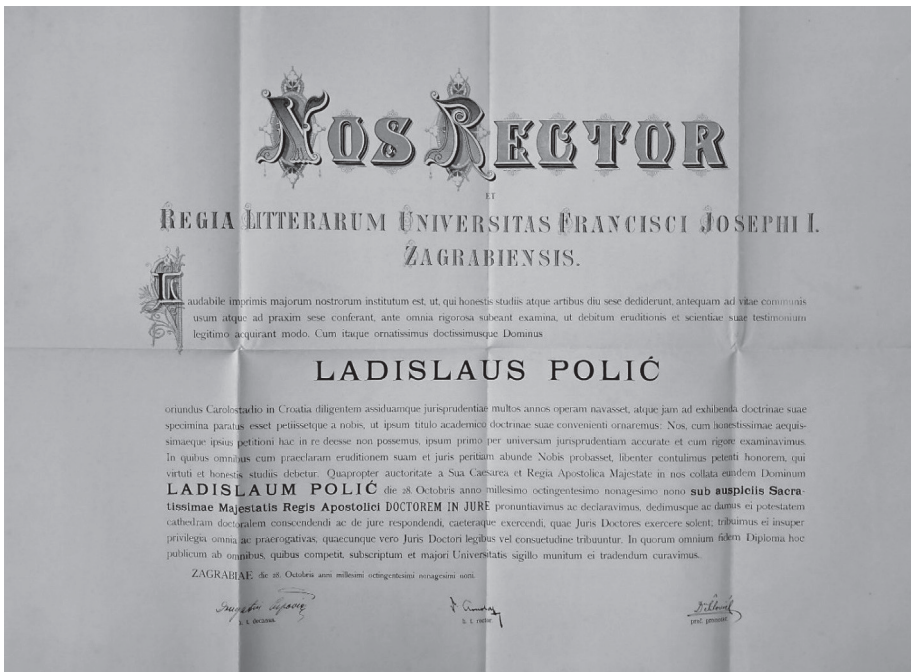 NOS RECTOR
ET
REGIA LITTERARUM UNIVERSITAS FRANCISCI JOSEPHI I.
ZAGRABIENSIS.
Laudabile imprimis majorum nostrorum institutum est, ut, qui honestis studiis atque artibus diu sese dediderunt, antequam ad vitae communis
usum atque ad praxim sese conferant, ante omnia rigorosa subeant examina, ut debitum eruditionis et scientiae suae testimonium
legitimo acquirant modo. Cum itaque ornatissimus doctissimusque Dominus
LADISLAUS POLIĆ
oriundus Carolostadio in Croatia diligentem assiduamque jurisprudentiae multos annos operam navasset, atque jam ad exhibenda doctrinae suae
specimina paratus esset petiissetque a nobis, ut ipsum titulo academico doctrinae suae convenienti ornaremus: Nos, cum honestissimae aequis-
simaeque ipsius petitioni hac in re deesse non possemus, ipsum primo per universam jurisprudentiam accurate et cum rigore examinavimus.
In quibus omnibus cum praeclaram eruditionem suam et juris peritiam abunde Nobis probasset, libenter contulimus petenti honorem, qui
virtuti et honestis studiis debetur. Quapropter auctoritate a Sua Caesarea et Regia Apostolica Majestate in nos collata eundem Dominum
LADISLAUM POLIĆ die 28. Octobris anno millesimo octingentesimo nonagesimo nono sub auspiciis Sacra-
tissimae Majestatis Regis Apostolici DOCTOREM IN JURE pronuntiavimus ac declaravimus, dedimusque ac damus ei potestatem
cathedram doctoralem conscendendi ac de jure respondendi, caeteraque exercendi, quae Juris Doctores exercere solent; tribuimus ei insuper
privilegia omnia ac praerogativas, quaecunque vero Juris Doctori legibus vel consuetudine tribuuntur. In quorum omnium fidem Diploma hoc
publicum ab omnibus, quibus competit, subscriptum et majori Universitatis sigillo munitum ei tradendum curavimus.
ZAGRABIAE die 28. Octobris anni millesimi octingentesimi nonagesimi noni.
s. t. decanus. s. t. rector. prof. promotor.